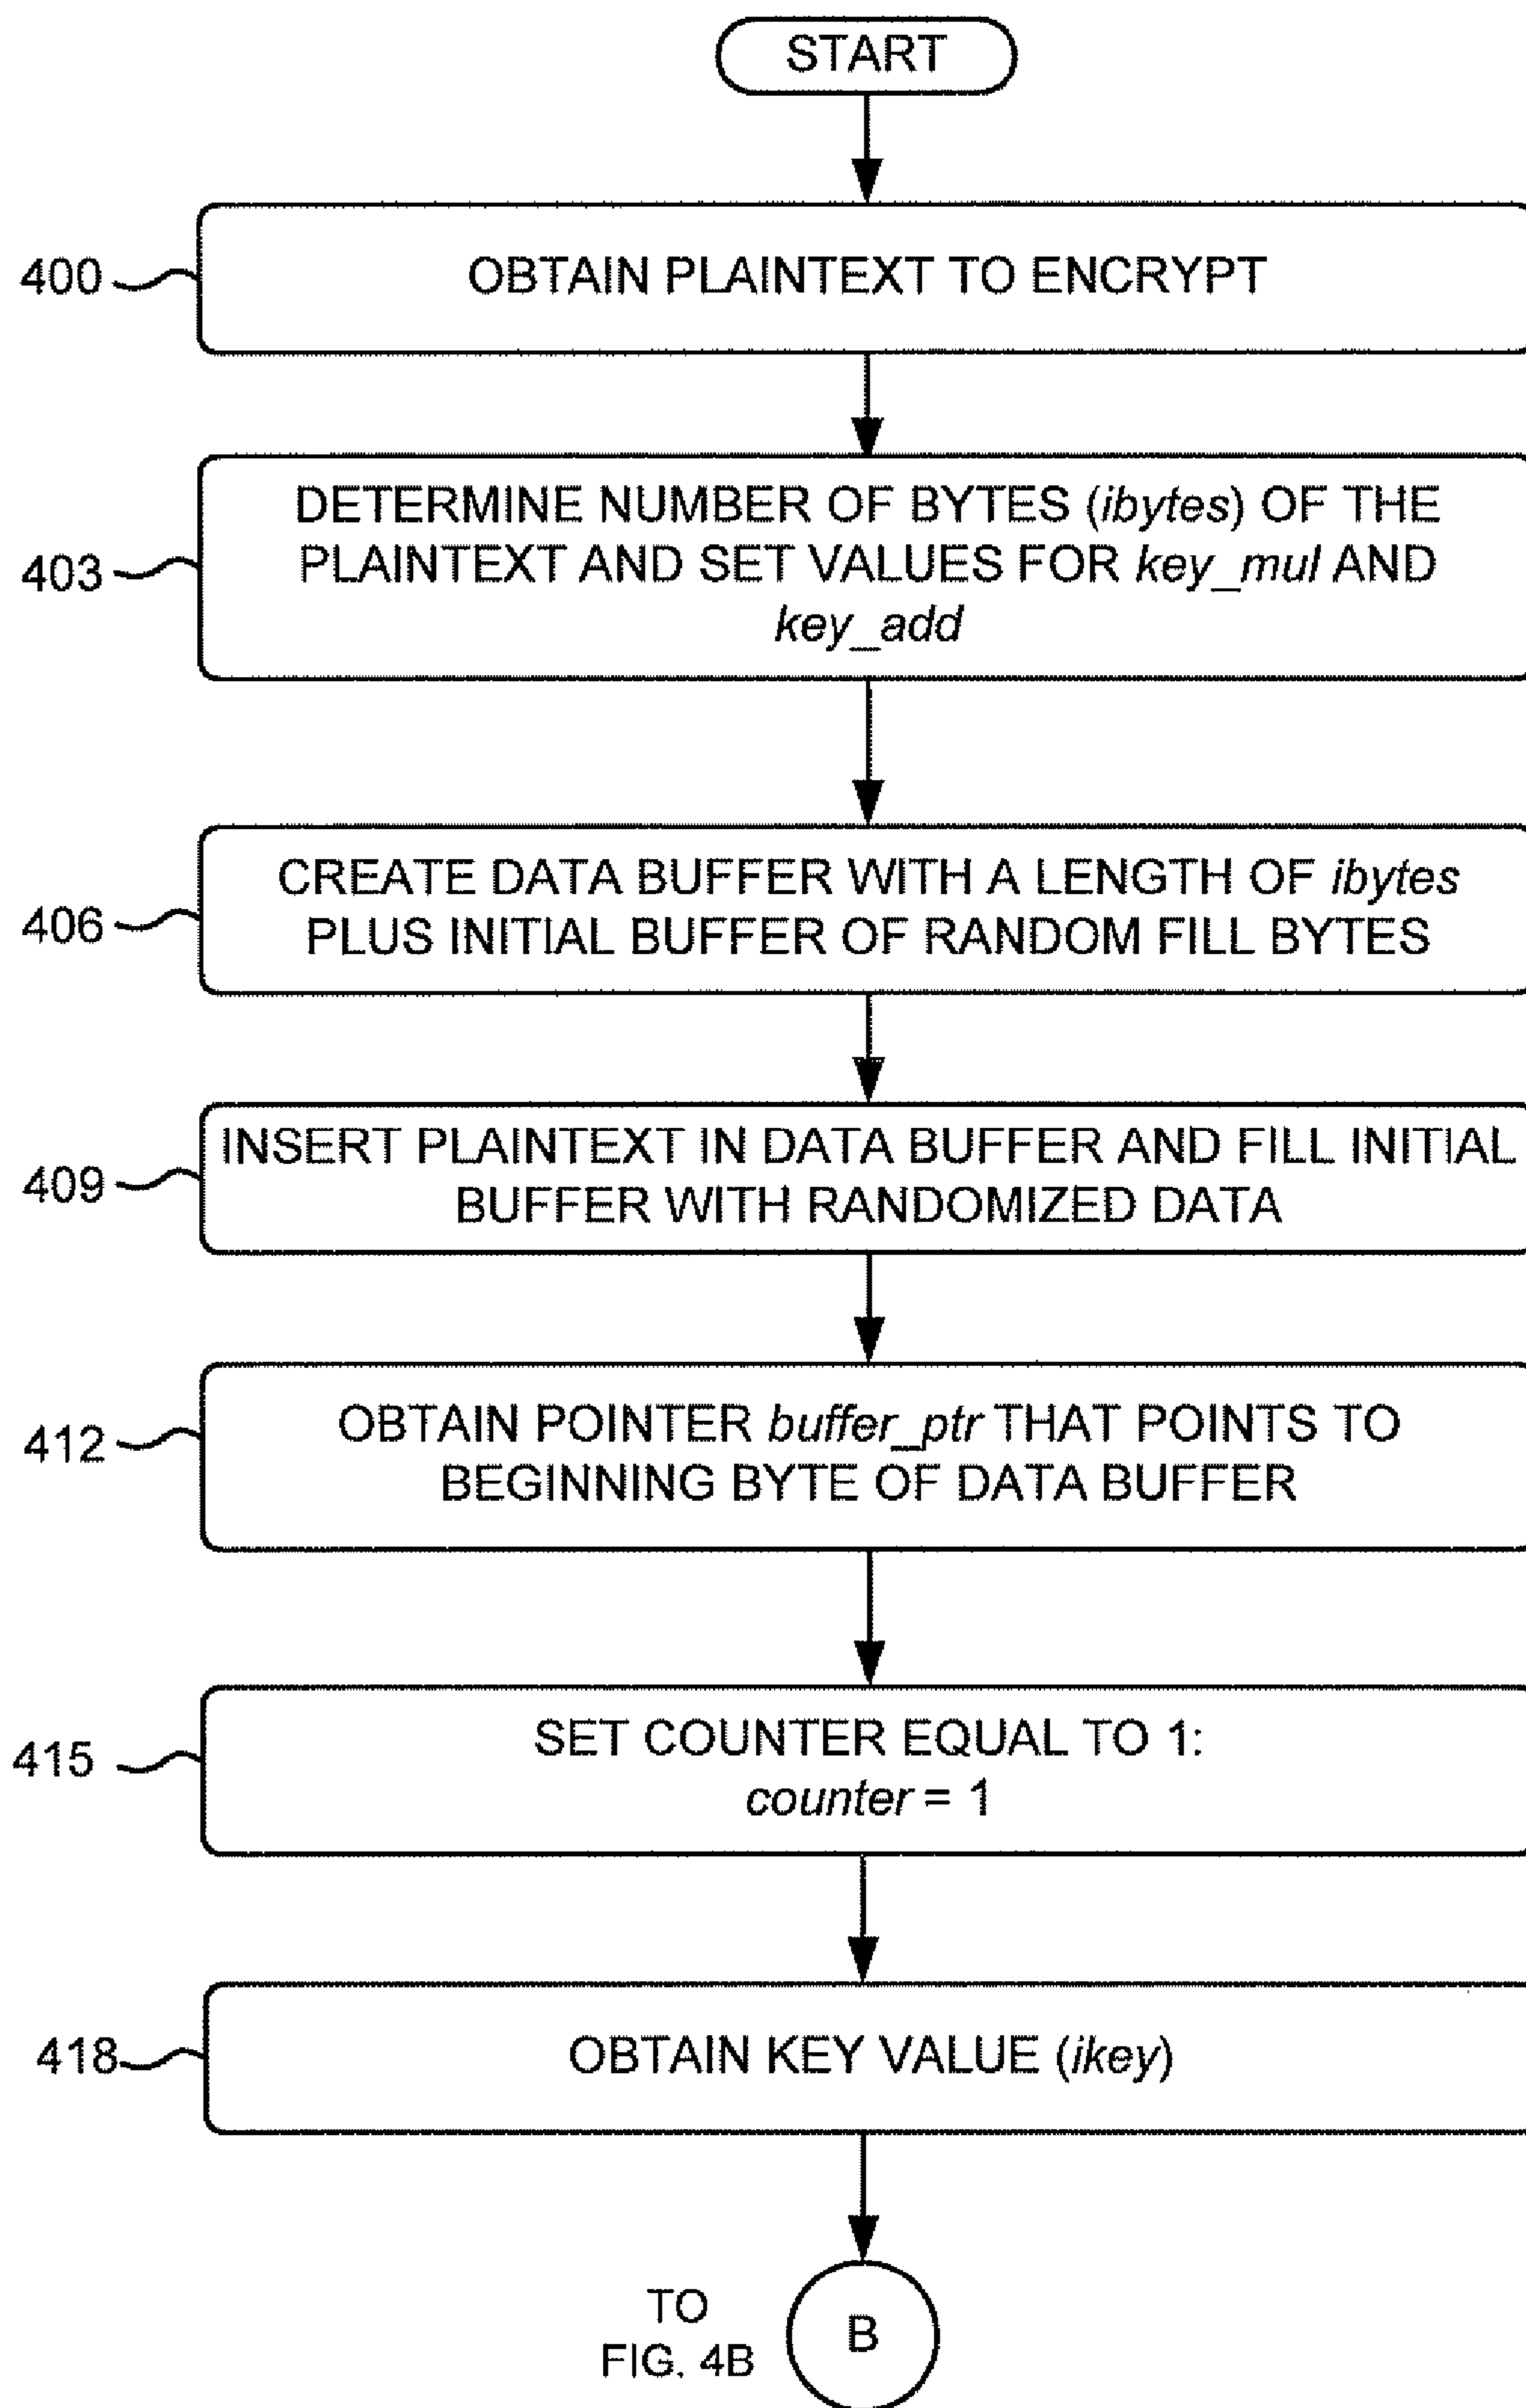 START
400
OBTAIN PLAINTEXT TO ENCRYPT
403
DETERMINE NUMBER OF BYTES (ibytes) OF THE
PLAINTEXT AND SET VALUES FOR key_mul AND
key_add
406
CREATE DATA BUFFER WITH A LENGTH OF ibytes
PLUS INITIAL BUFFER OF RANDOM FILL BYTES
409
INSERT PLAINTEXT IN DATA BUFFER AND FILL INITIAL
BUFFER WITH RANDOMIZED DATA
412
OBTAIN POINTER buffer_ptr THAT POINTS TO
BEGINNING BYTE OF DATA BUFFER
415
SET COUNTER EQUAL TO 1:
counter = 1
418
OBTAIN KEY VALUE (ikey)
TO
FIG. 4B
B